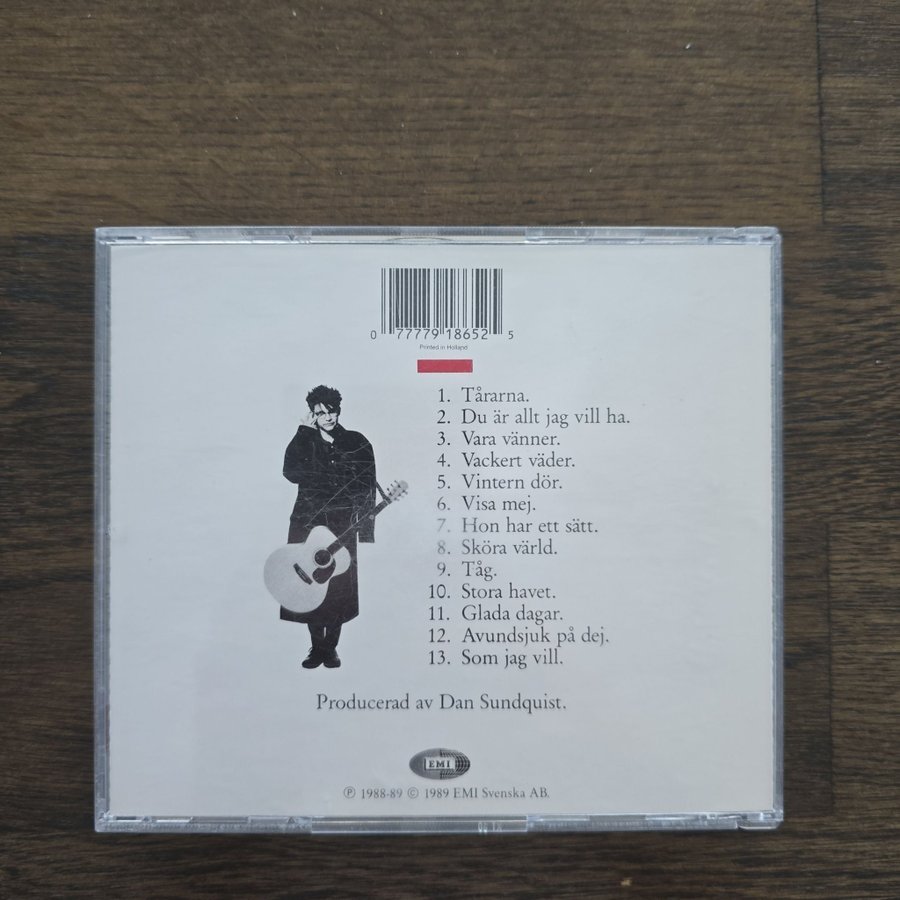 0 77779 18652 5
Printed in Holland
1. Tårarna.
2. Du är allt jag vill ha.
3. Vara vänner.
4. Vackert väder.
5. Vintern dör.
6. Visa mej.
7. Hon har ett sätt.
8. Sköra värld.
9. Tåg.
10. Stora havet.
11. Glada dagar.
12. Avundsjuk på dej.
13. Som jag vill.
Producerad av Dan Sundquist.
EMI
℗ 1988-89 © 1989 EMI Svenska AB.